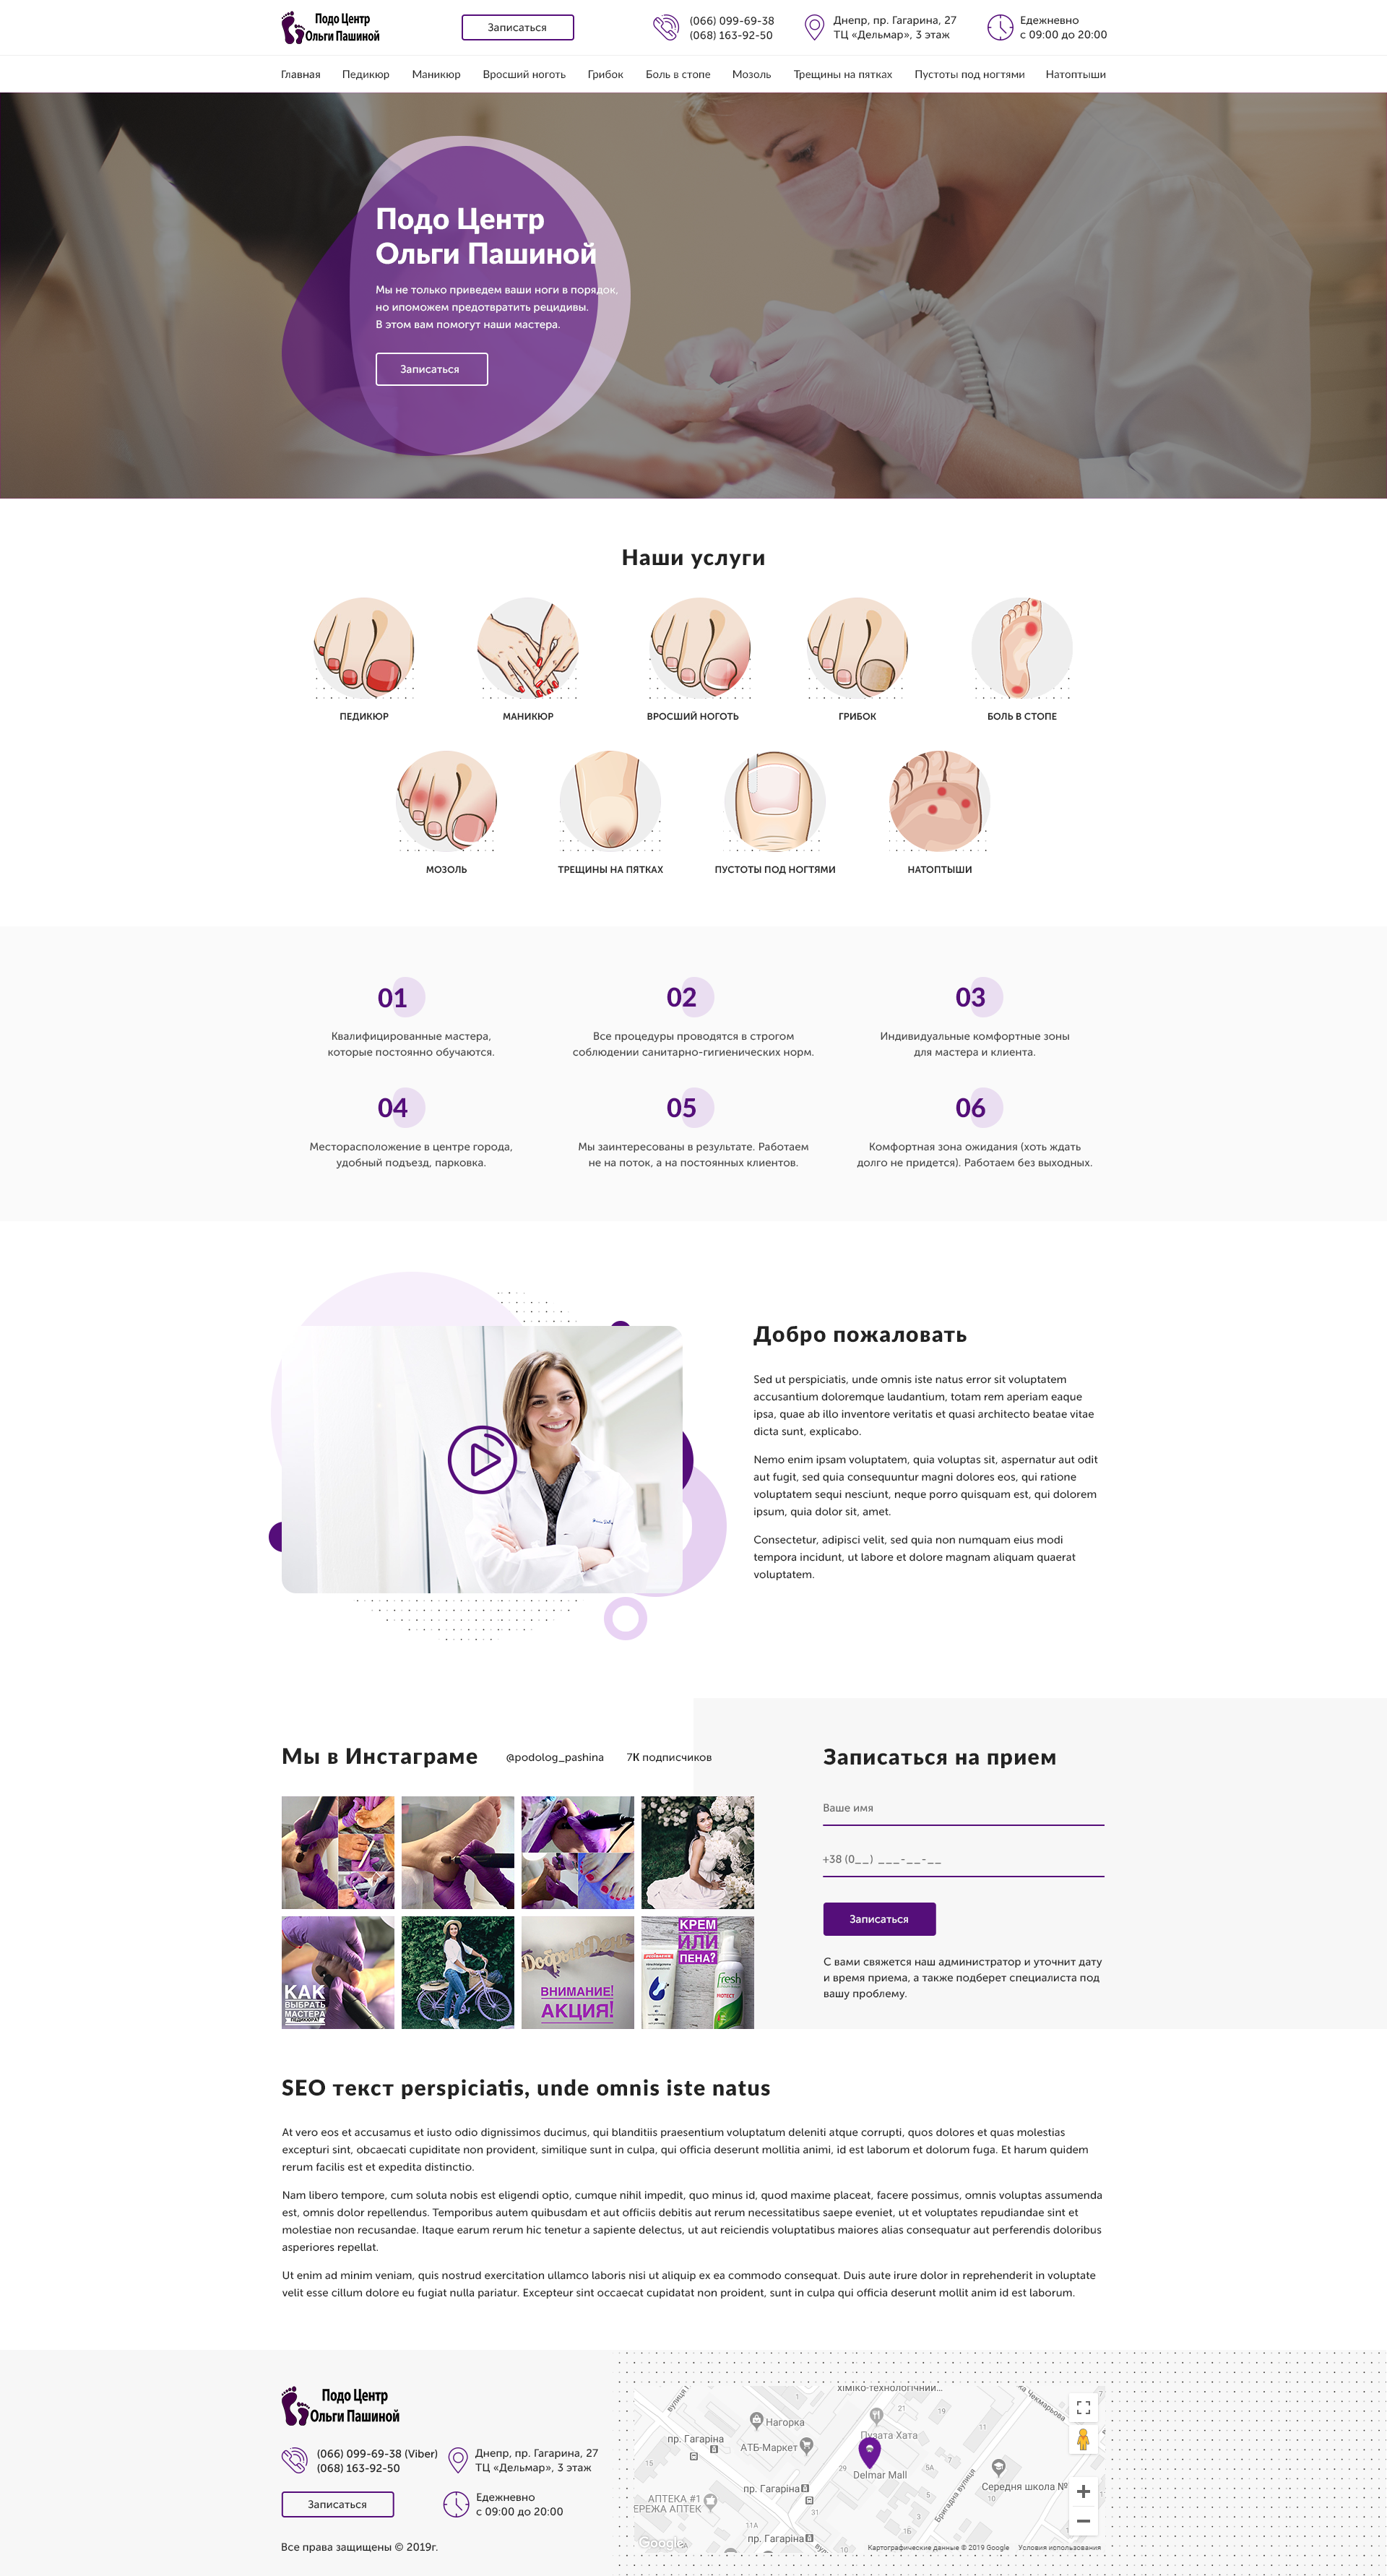 Подо Центр
Ольги Пашиной
Записаться
(066) 099-69-38
(068) 163-92-50
Днепр, пр. Гагарина, 27
ТЦ «Дельмар», 3 этаж
Едежневно
с 09:00 до 20:00
Главная Педикюр Маникюр Вросший ноготь Грибок Боль в стопе Мозоль Трещины на пятках Пустоты под ногтями Натоптыши
Подо Центр
Ольги Пашиной
Мы не только приведем ваши ноги в порядок,
но ипоможем предотвратить рецидивы.
В этом вам помогут наши мастера.
Записаться
Наши услуги
ПЕДИКЮР
МАНИКЮР
ВРОСШИЙ НОГОТЬ
ГРИБОК
БОЛЬ В СТОПЕ
МОЗОЛЬ
ТРЕЩИНЫ НА ПЯТКАХ
ПУСТОТЫ ПОД НОГТЯМИ
НАТОПТЫШИ
01
Квалифицированные мастера,
которые постоянно обучаются.
02
Все процедуры проводятся в строгом
соблюдении санитарно-гигиенических норм.
03
Индивидуальные комфортные зоны
для мастера и клиента.
04
Месторасположение в центре города,
удобный подъезд, парковка.
05
Мы заинтересованы в результате. Работаем
не на поток, а на постоянных клиентов.
06
Комфортная зона ожидания (хоть ждать
долго не придется). Работаем без выходных.
Добро пожаловать
Sed ut perspiciatis, unde omnis iste natus error sit voluptatem
accusantium doloremque laudantium, totam rem aperiam eaque
ipsa, quae ab illo inventore veritatis et quasi architecto beatae vitae
dicta sunt, explicabo.
Nemo enim ipsam voluptatem, quia voluptas sit, aspernatur aut odit
aut fugit, sed quia consequuntur magni dolores eos, qui ratione
voluptatem sequi nesciunt, neque porro quisquam est, qui dolorem
ipsum, quia dolor sit, amet.
Consectetur, adipisci velit, sed quia non numquam eius modi
tempora incidunt, ut labore et dolore magnam aliquam quaerat
voluptatem.
Мы в Инстаграме
@podolog_pashina
7К подписчиков
КАК
ВЫБРАТЬ
МАСТЕРА
ПЕДИКЮРА?
Добрый День
ВНИМАНИЕ!
АКЦИЯ!
КРЕМ
ИЛИ
ПЕНА?
fresh
PROTECT
Записаться на прием
Ваше имя
+38 (0__) ___-__-__
Записаться
С вами свяжется наш администратор и уточнит дату
и время приема, а также подберет специалиста под
вашу проблему.
SEO текст perspiciatis, unde omnis iste natus
At vero eos et accusamus et iusto odio dignissimos ducimus, qui blanditiis praesentium voluptatum deleniti atque corrupti, quos dolores et quas molestias
excepturi sint, obcaecati cupiditate non provident, similique sunt in culpa, qui officia deserunt mollitia animi, id est laborum et dolorum fuga. Et harum quidem
rerum facilis est et expedita distinctio.
Nam libero tempore, cum soluta nobis est eligendi optio, cumque nihil impedit, quo minus id, quod maxime placeat, facere possimus, omnis voluptas assumenda
est, omnis dolor repellendus. Temporibus autem quibusdam et aut officiis debitis aut rerum necessitatibus saepe eveniet, ut et voluptates repudiandae sint et
molestiae non recusandae. Itaque earum rerum hic tenetur a sapiente delectus, ut aut reiciendis voluptatibus maiores alias consequatur aut perferendis doloribus
asperiores repellat.
Ut enim ad minim veniam, quis nostrud exercitation ullamco laboris nisi ut aliquip ex ea commodo consequat. Duis aute irure dolor in reprehenderit in voluptate
velit esse cillum dolore eu fugiat nulla pariatur. Excepteur sint occaecat cupidatat non proident, sunt in culpa qui officia deserunt mollit anim id est laborum.
Подо Центр
Ольги Пашиной
(066) 099-69-38 (Viber)
(068) 163-92-50
Днепр, пр. Гагарина, 27
ТЦ «Дельмар», 3 этаж
Записаться
Едежневно
с 09:00 до 20:00
Все права защищены © 2019г.
хіміко-технологічний...
Нагорка
пр. Гагаріна
АТБ-Маркет
Пузата Хата
Delmar Mall
Середня школа №
пр. Гагаріна
АПТЕКА #1
ЕРЕЖА АПТЕК
Бригадна вулиця
пр. Гагаріна
Google
Картографические данные © 2019 Google Условия использования